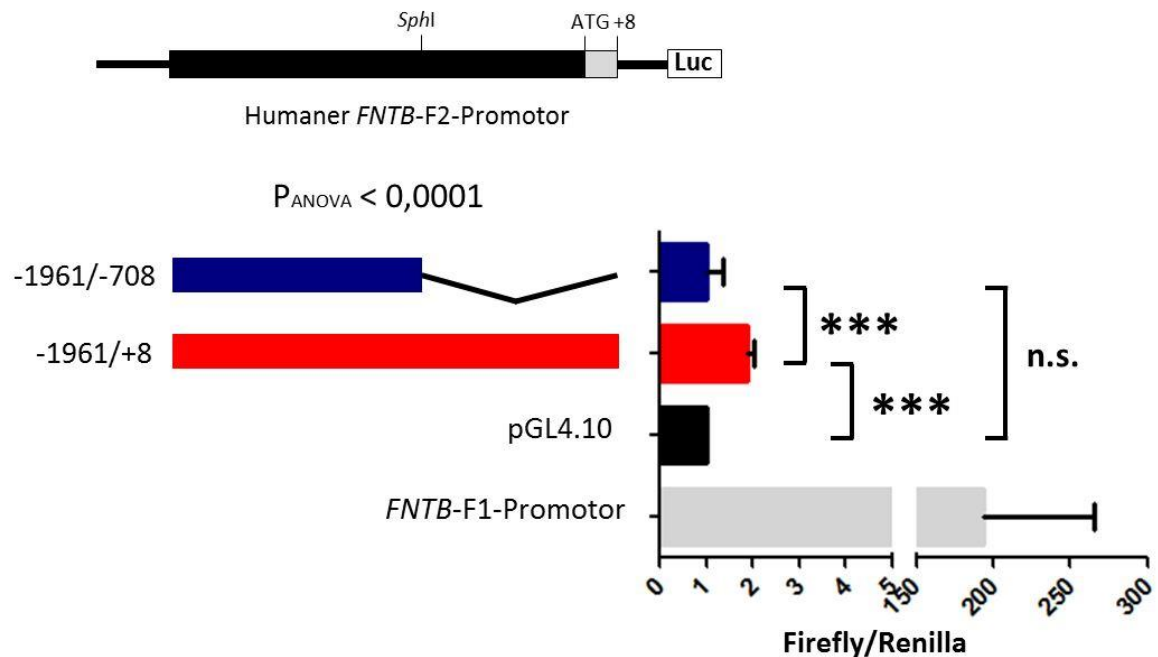 SphI ATG +8
Luc
Humaner FNTB-F2-Promotor
PANOVA < 0,0001
-1961/-708
***
-1961/+8
n.s.
***
pGL4.10
FNTB-F1-Promotor
0 1 2 3 4 5 150 200 250 300
Firefly/Renilla